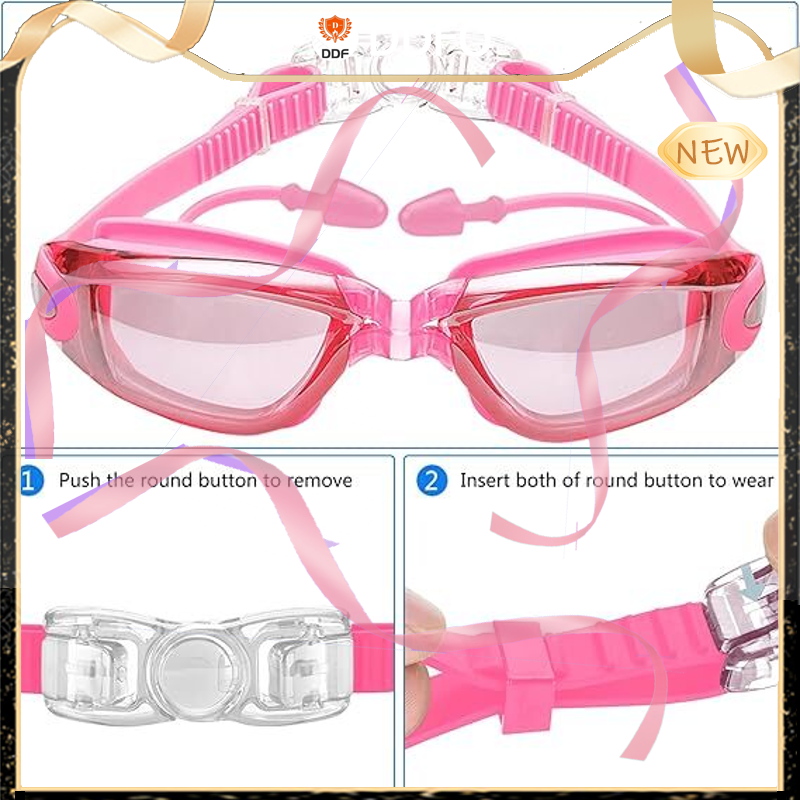 DDF
NEW
1 Push the round button to remove
2 Insert both of round button to wear